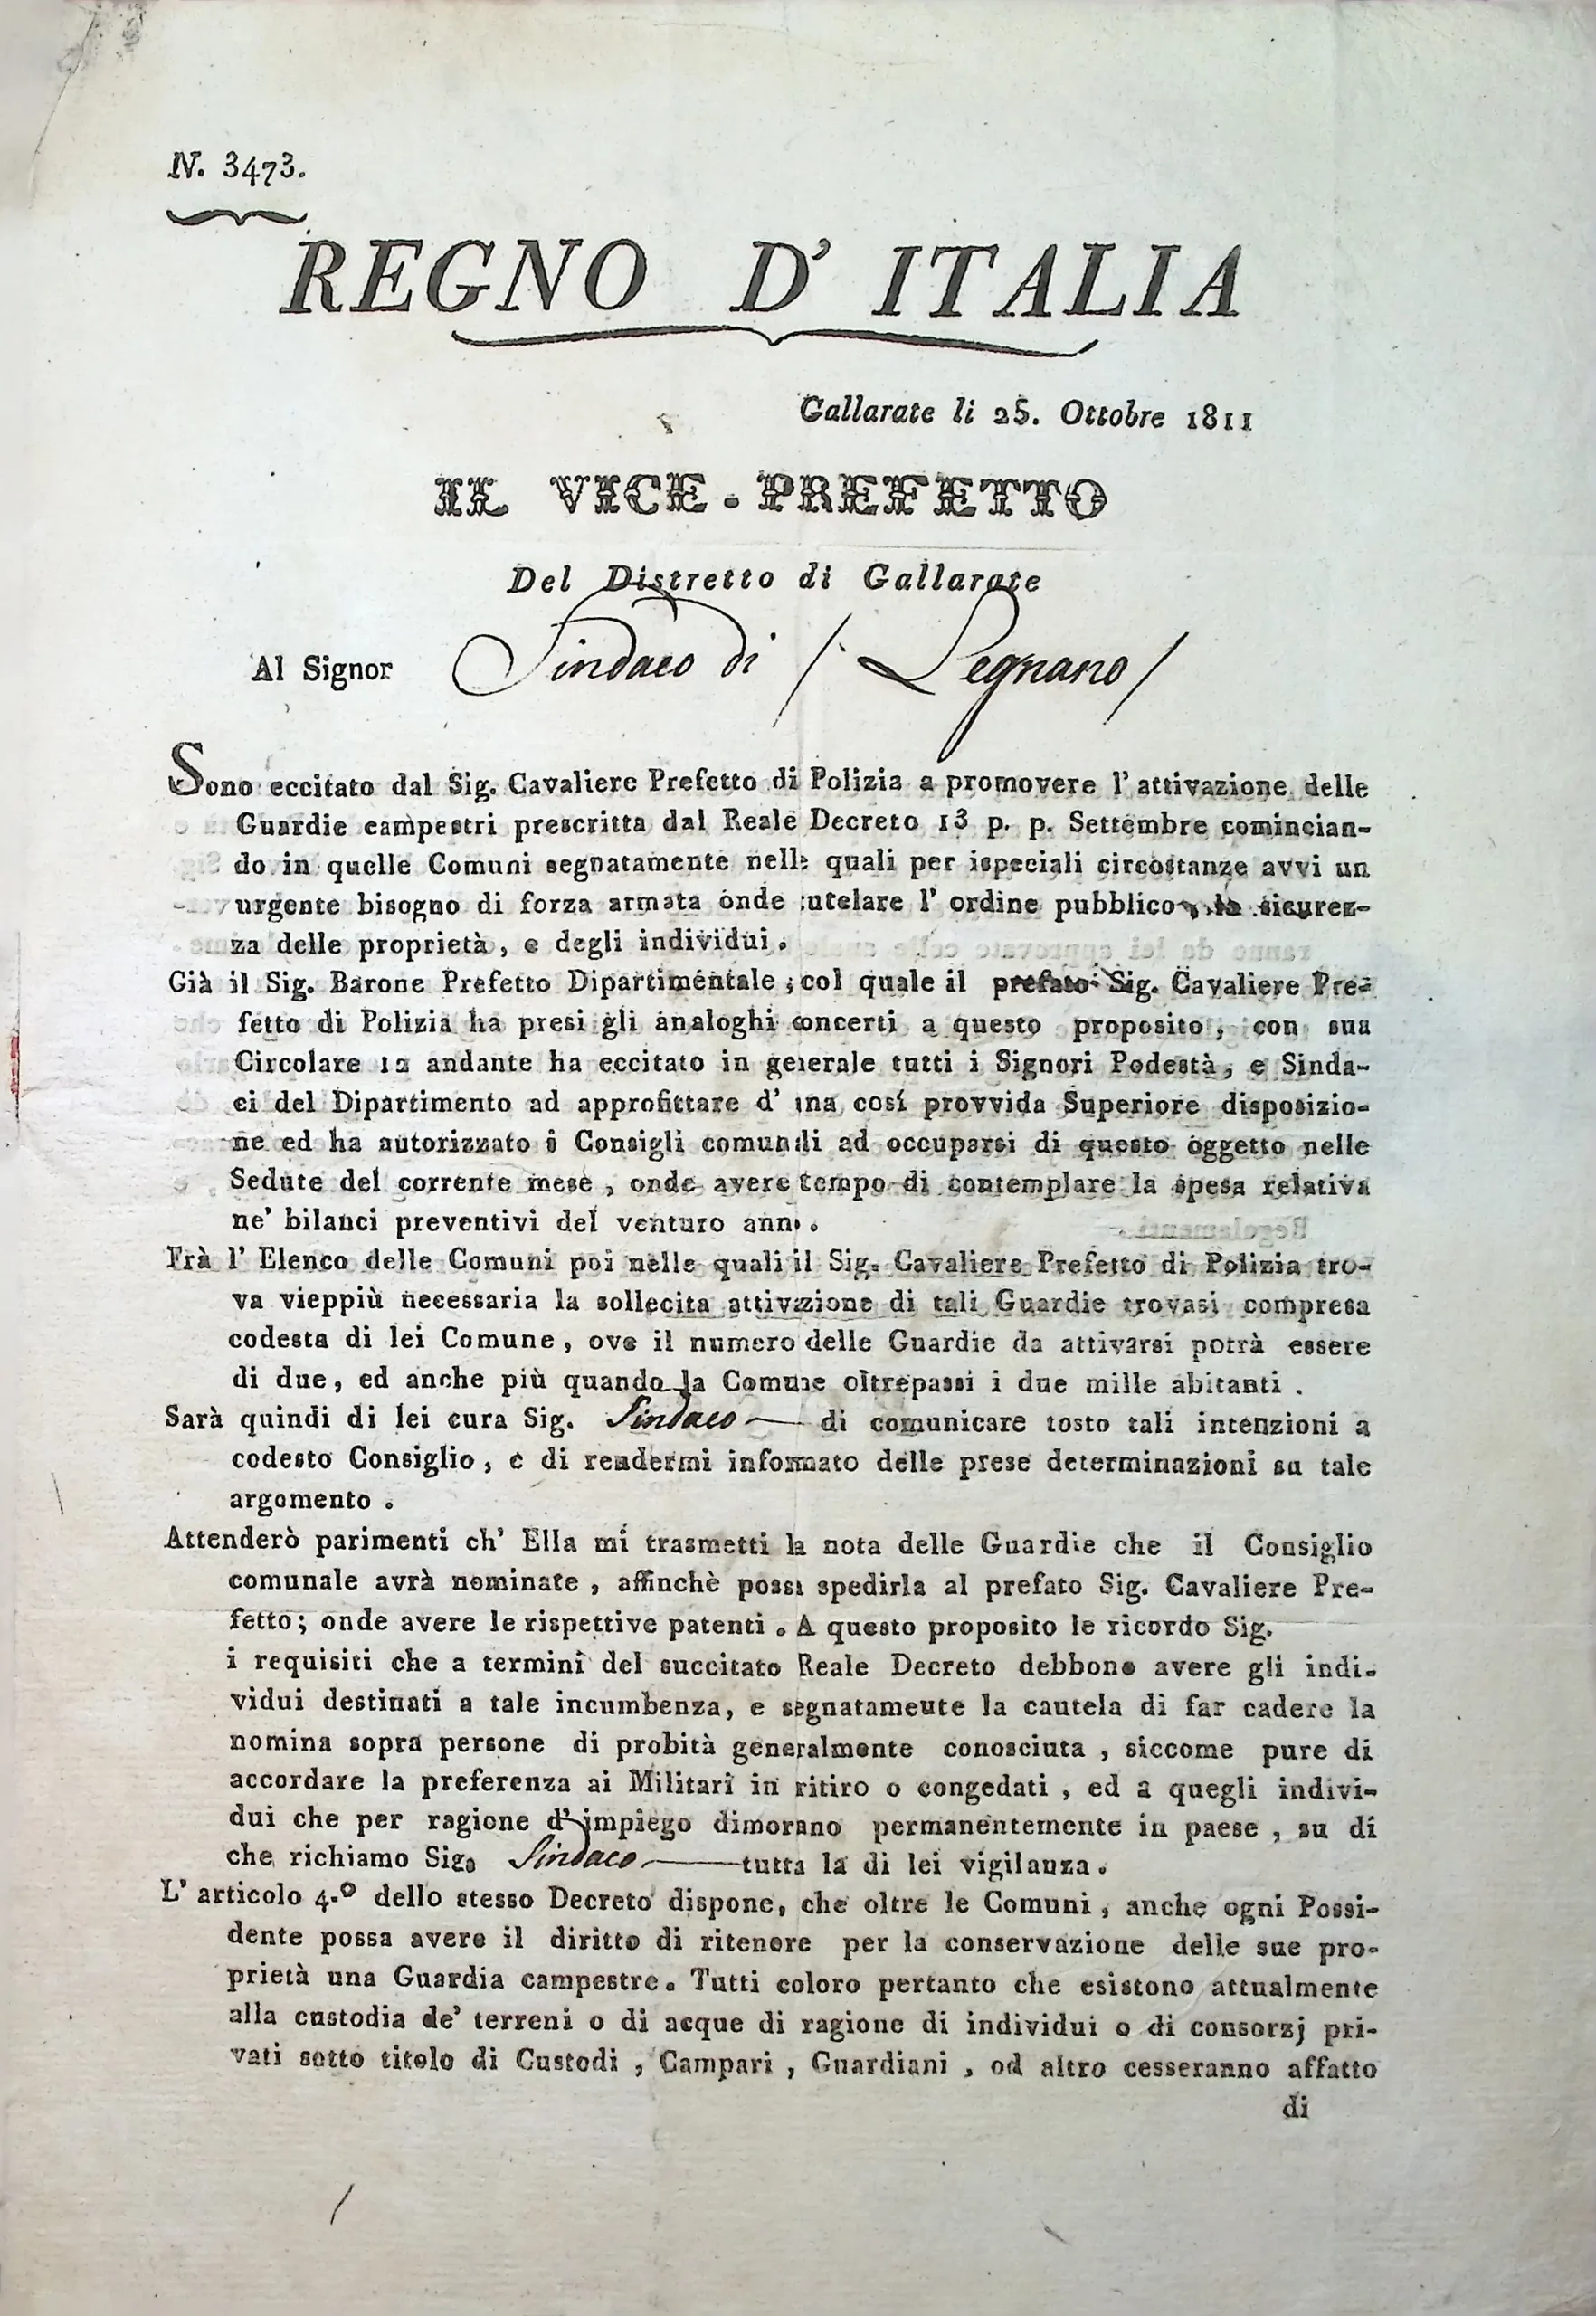 N. 3473.
REGNO D' ITALIA
Gallarate li 25. Ottobre 1811
IL VICE-PREFETTO
Del Distretto di Gallarate
Al Signor Sindaco di / Legnano /
Sono eccitato dal Sig. Cavaliere Prefetto di Polizia a promovere l' attivazione delle
Guardie campestri prescritta dal Reale Decreto 13 p. p. Settembre comincian-
do in quelle Comuni segnatamente nelle quali per ispeciali circostanze avvi un
urgente bisogno di forza armata onde tutelare l' ordine pubblico, la sicurez-
za delle proprietà, e degli individui.
Già il Sig. Barone Prefetto Dipartimentale, col quale il prefato Sig. Cavaliere Pre-
fetto di Polizia ha presi gli analoghi concerti a questo proposito, con sua
Circolare 12 andante ha eccitato in generale tutti i Signori Podestà, e Sinda-
ci del Dipartimento ad approfittare d' una così provvida Superiore disposizio-
ne ed ha autorizzato i Consigli comunali ad occuparsi di questo oggetto nelle
Sedute del corrente mese, onde avere tempo di contemplare la spesa relativa
ne' bilanci preventivi del venturo anno.
Frà l' Elenco delle Comuni poi nelle quali il Sig. Cavaliere Prefetto di Polizia tro-
va vieppiù necessaria la sollecita attivazione di tali Guardie trovasi compresa
codesta di lei Comune, ove il numero delle Guardie da attivarsi potrà essere
di due, ed anche più quando la Comune oltrepassi i due mille abitanti.
Sarà quindi di lei cura Sig. Sindaco di comunicare tosto tali intenzioni a
codesto Consiglio, e di rendermi informato delle prese determinazioni su tale
argomento.
Attenderò parimenti ch' Ella mi trasmetti la nota delle Guardie che il Consiglio
comunale avrà nominate, affinchè possa spedirla al prefato Sig. Cavaliere Pre-
fetto; onde avere le rispettive patenti. A questo proposito le ricordo Sig.
i requisiti che a termini del succitato Reale Decreto debbono avere gli indi-
vidui destinati a tale incumbenza, e segnatamente la cautela di far cadere la
nomina sopra persone di probità generalmente conosciuta, siccome pure di
accordare la preferenza ai Militari in ritiro o congedati, ed a quegli indivi-
dui che per ragione d' impiego dimorano permanentemente in paese, su di
che richiamo Sig. Sindaco tutta la di lei vigilanza.
L' articolo 4.º dello stesso Decreto dispone, che oltre le Comuni, anche ogni Possi-
dente possa avere il diritto di ritenere per la conservazione delle sue pro-
prietà una Guardia campestre. Tutti coloro pertanto che esistono attualmente
alla custodia de' terreni o di acque di ragione di individui o di consorzj pri-
vati sotto titolo di Custodi, Campari, Guardiani, od altro cesseranno affatto
di